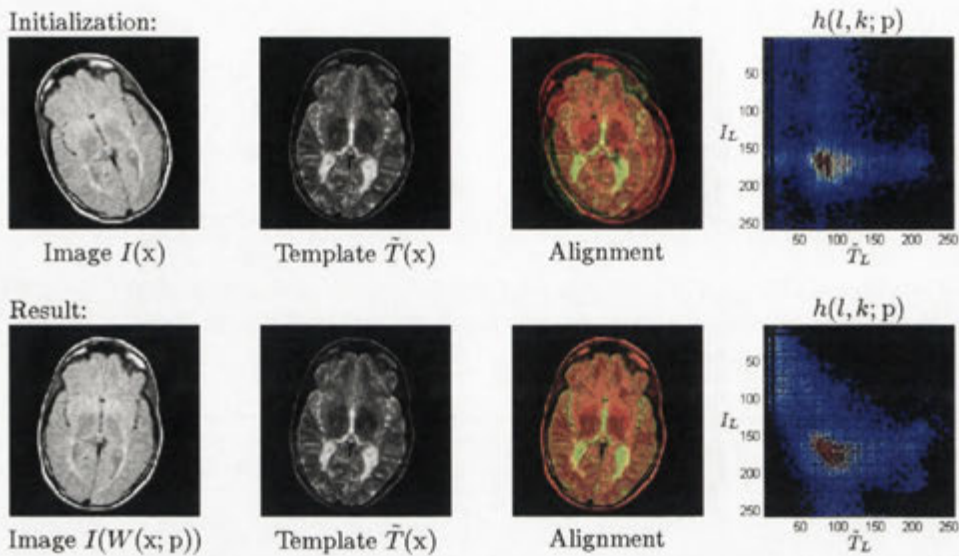 Initialization:
h(l, k; p)
50
100
I_L 150
200
250
50 100 150 200 250
T̃_L
Image I(x)
Template T̃(x)
Alignment
Result:
h(l, k; p)
50
100
I_L 150
200
250
50 100 150 200 250
T̃_L
Image I(W(x; p))
Template T̃(x)
Alignment